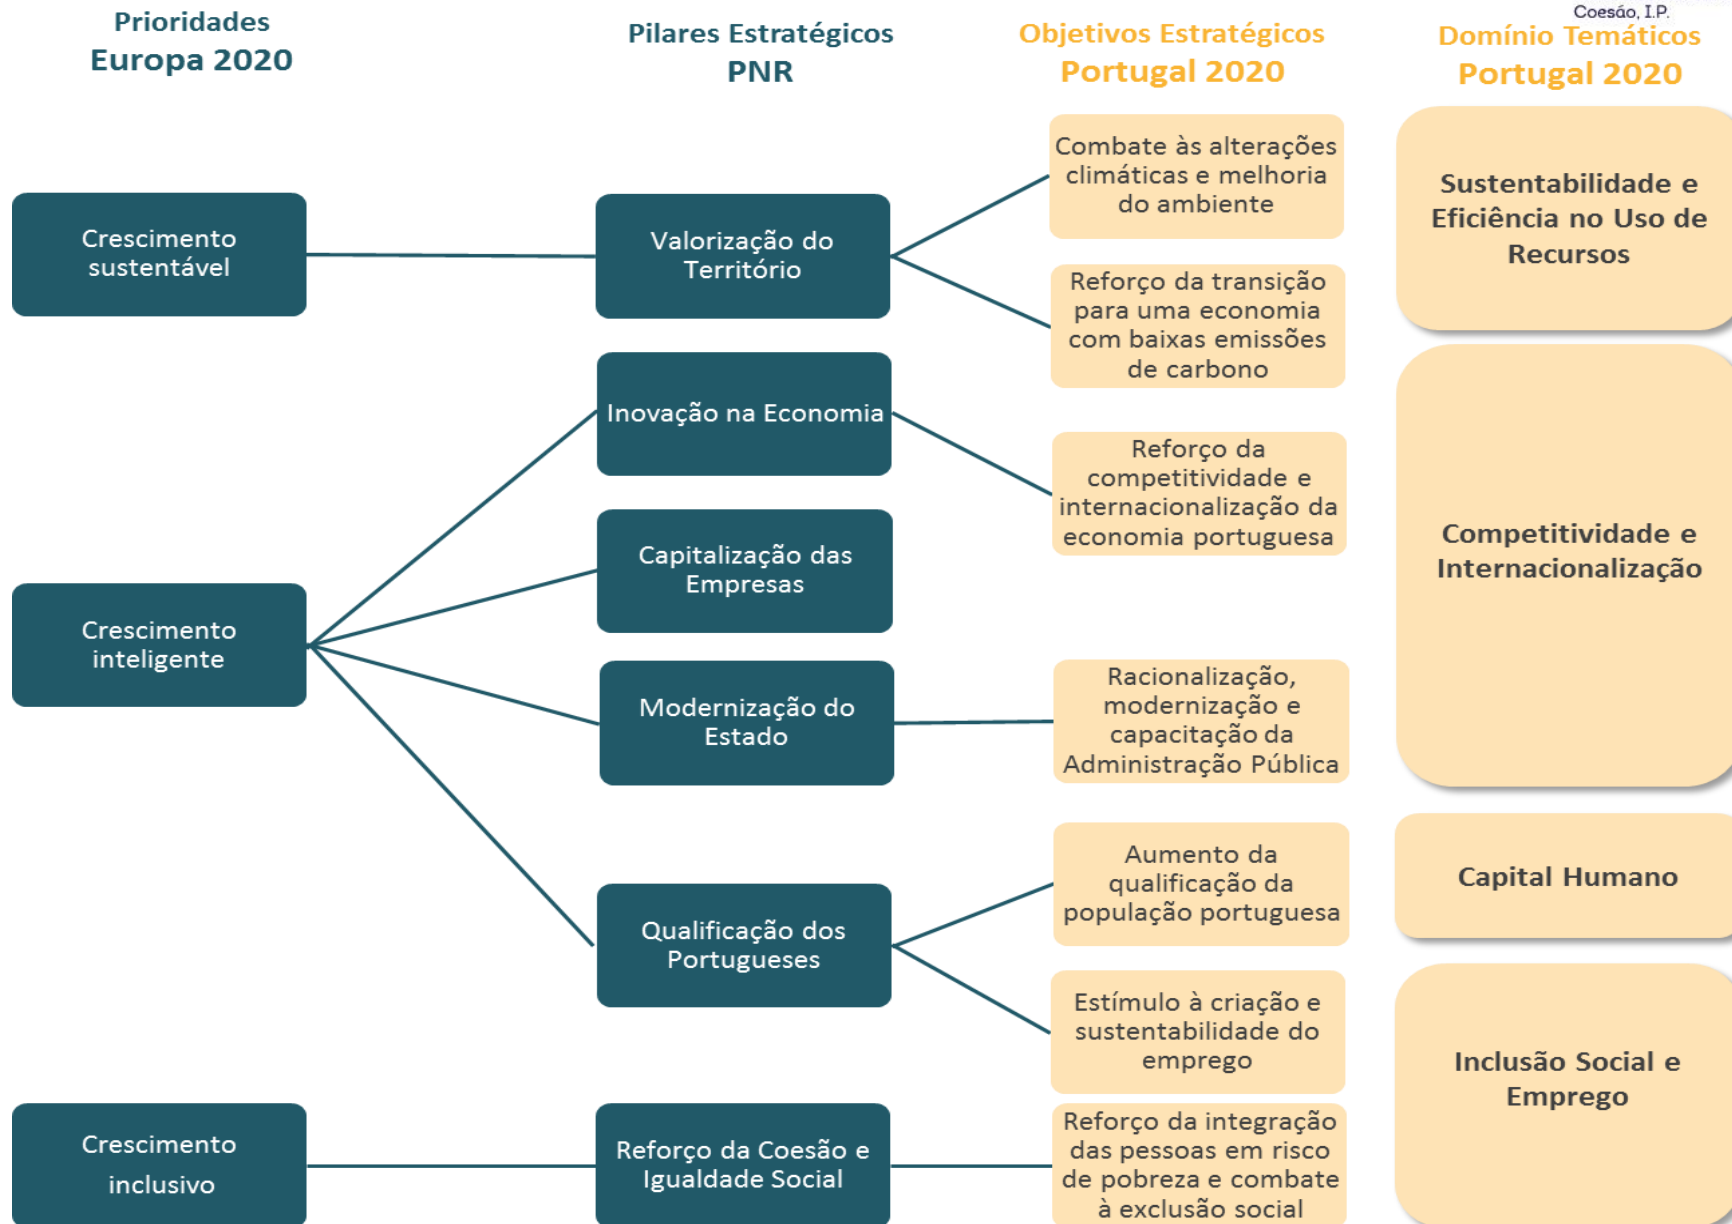 Coesão, I.P.
Prioridades
Europa 2020
Pilares Estratégicos
PNR
Objetivos Estratégicos
Portugal 2020
Domínio Temáticos
Portugal 2020
Crescimento
sustentável
Valorização do
Território
Combate às alterações
climáticas e melhoria
do ambiente
Reforço da transição
para uma economia
com baixas emissões
de carbono
Sustentabilidade e
Eficiência no Uso de
Recursos
Crescimento
inteligente
Inovação na Economia
Capitalização das
Empresas
Modernização do
Estado
Qualificação dos
Portugueses
Reforço da
competitividade e
internacionalização da
economia portuguesa
Racionalização,
modernização e
capacitação da
Administração Pública
Aumento da
qualificação da
população portuguesa
Estímulo à criação e
sustentabilidade do
emprego
Competitividade e
Internacionalização
Capital Humano
Crescimento
inclusivo
Reforço da Coesão e
Igualdade Social
Reforço da integração
das pessoas em risco
de pobreza e combate
à exclusão social
Inclusão Social e
Emprego